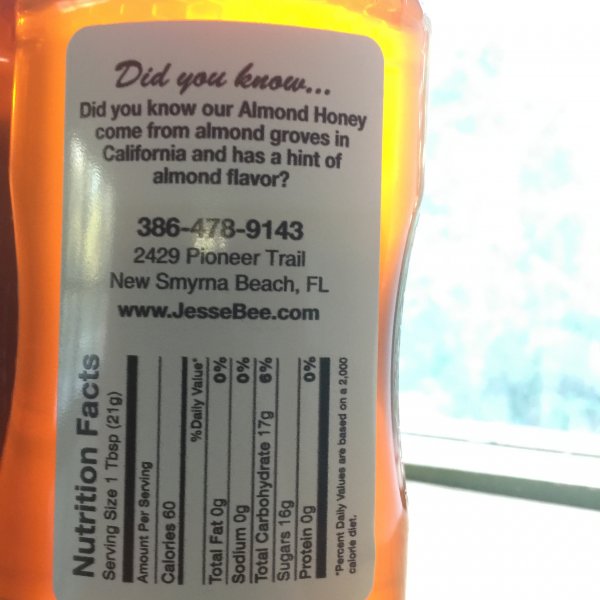 Did you know...
Did you know our Almond Honey
come from almond groves in
California and has a hint of
almond flavor?
386-478-9143
2429 Pioneer Trail
New Smyrna Beach, FL
www.JesseBee.com
Nutrition Facts
Serving Size 1 Tbsp (21g)
Amount Per Serving
Calories 60
%Daily Value*
Total Fat 0g 0%
Sodium 0g 0%
Total Carbohydrate 17g 6%
Sugars 16g
Protein 0g 0%
*Percent Daily Values are based on a 2,000
calorie diet.